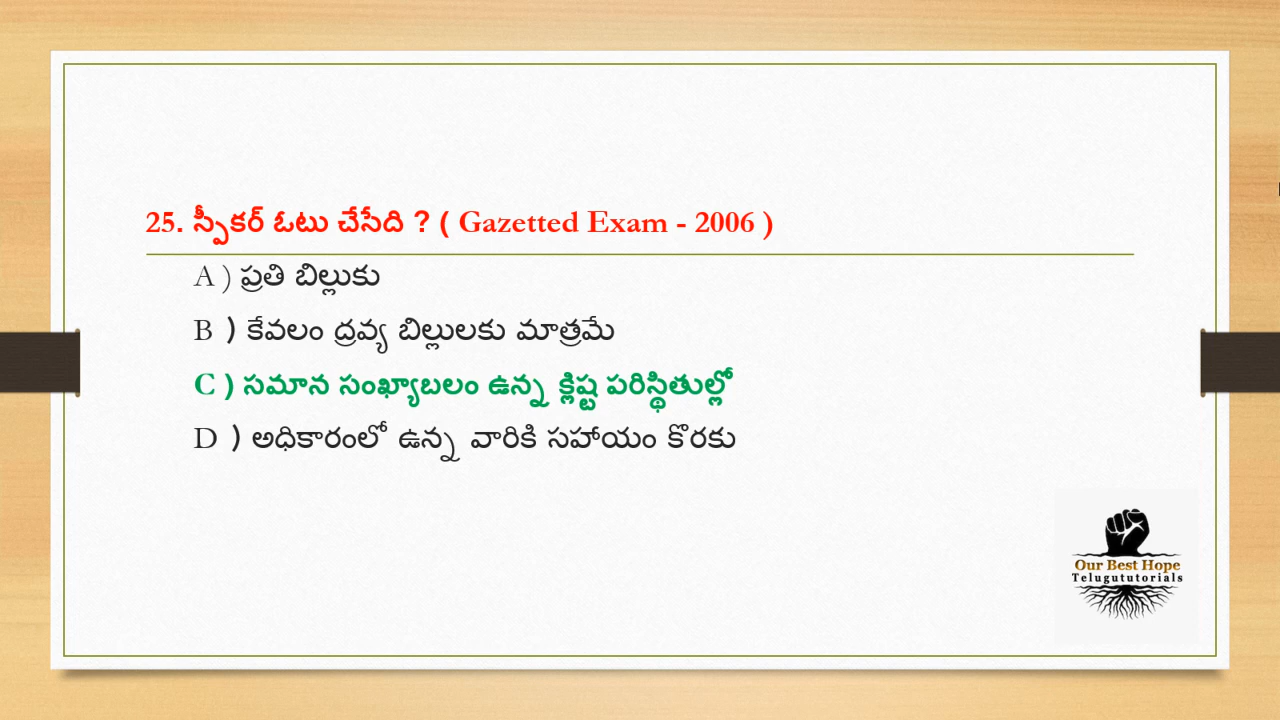 25. స్పీకర్ ఓటు చేసేది ? ( Gazetted Exam - 2006 )
A ) ప్రతి బిల్లుకు
B ) కేవలం ద్రవ్య బిల్లులకు మాత్రమే
C ) సమాన సంఖ్యాబలం ఉన్న క్లిష్ట పరిస్థితుల్లో
D ) అధికారంలో ఉన్న వారికి సహాయం కొరకు
Our Best Hope
Telugututorials